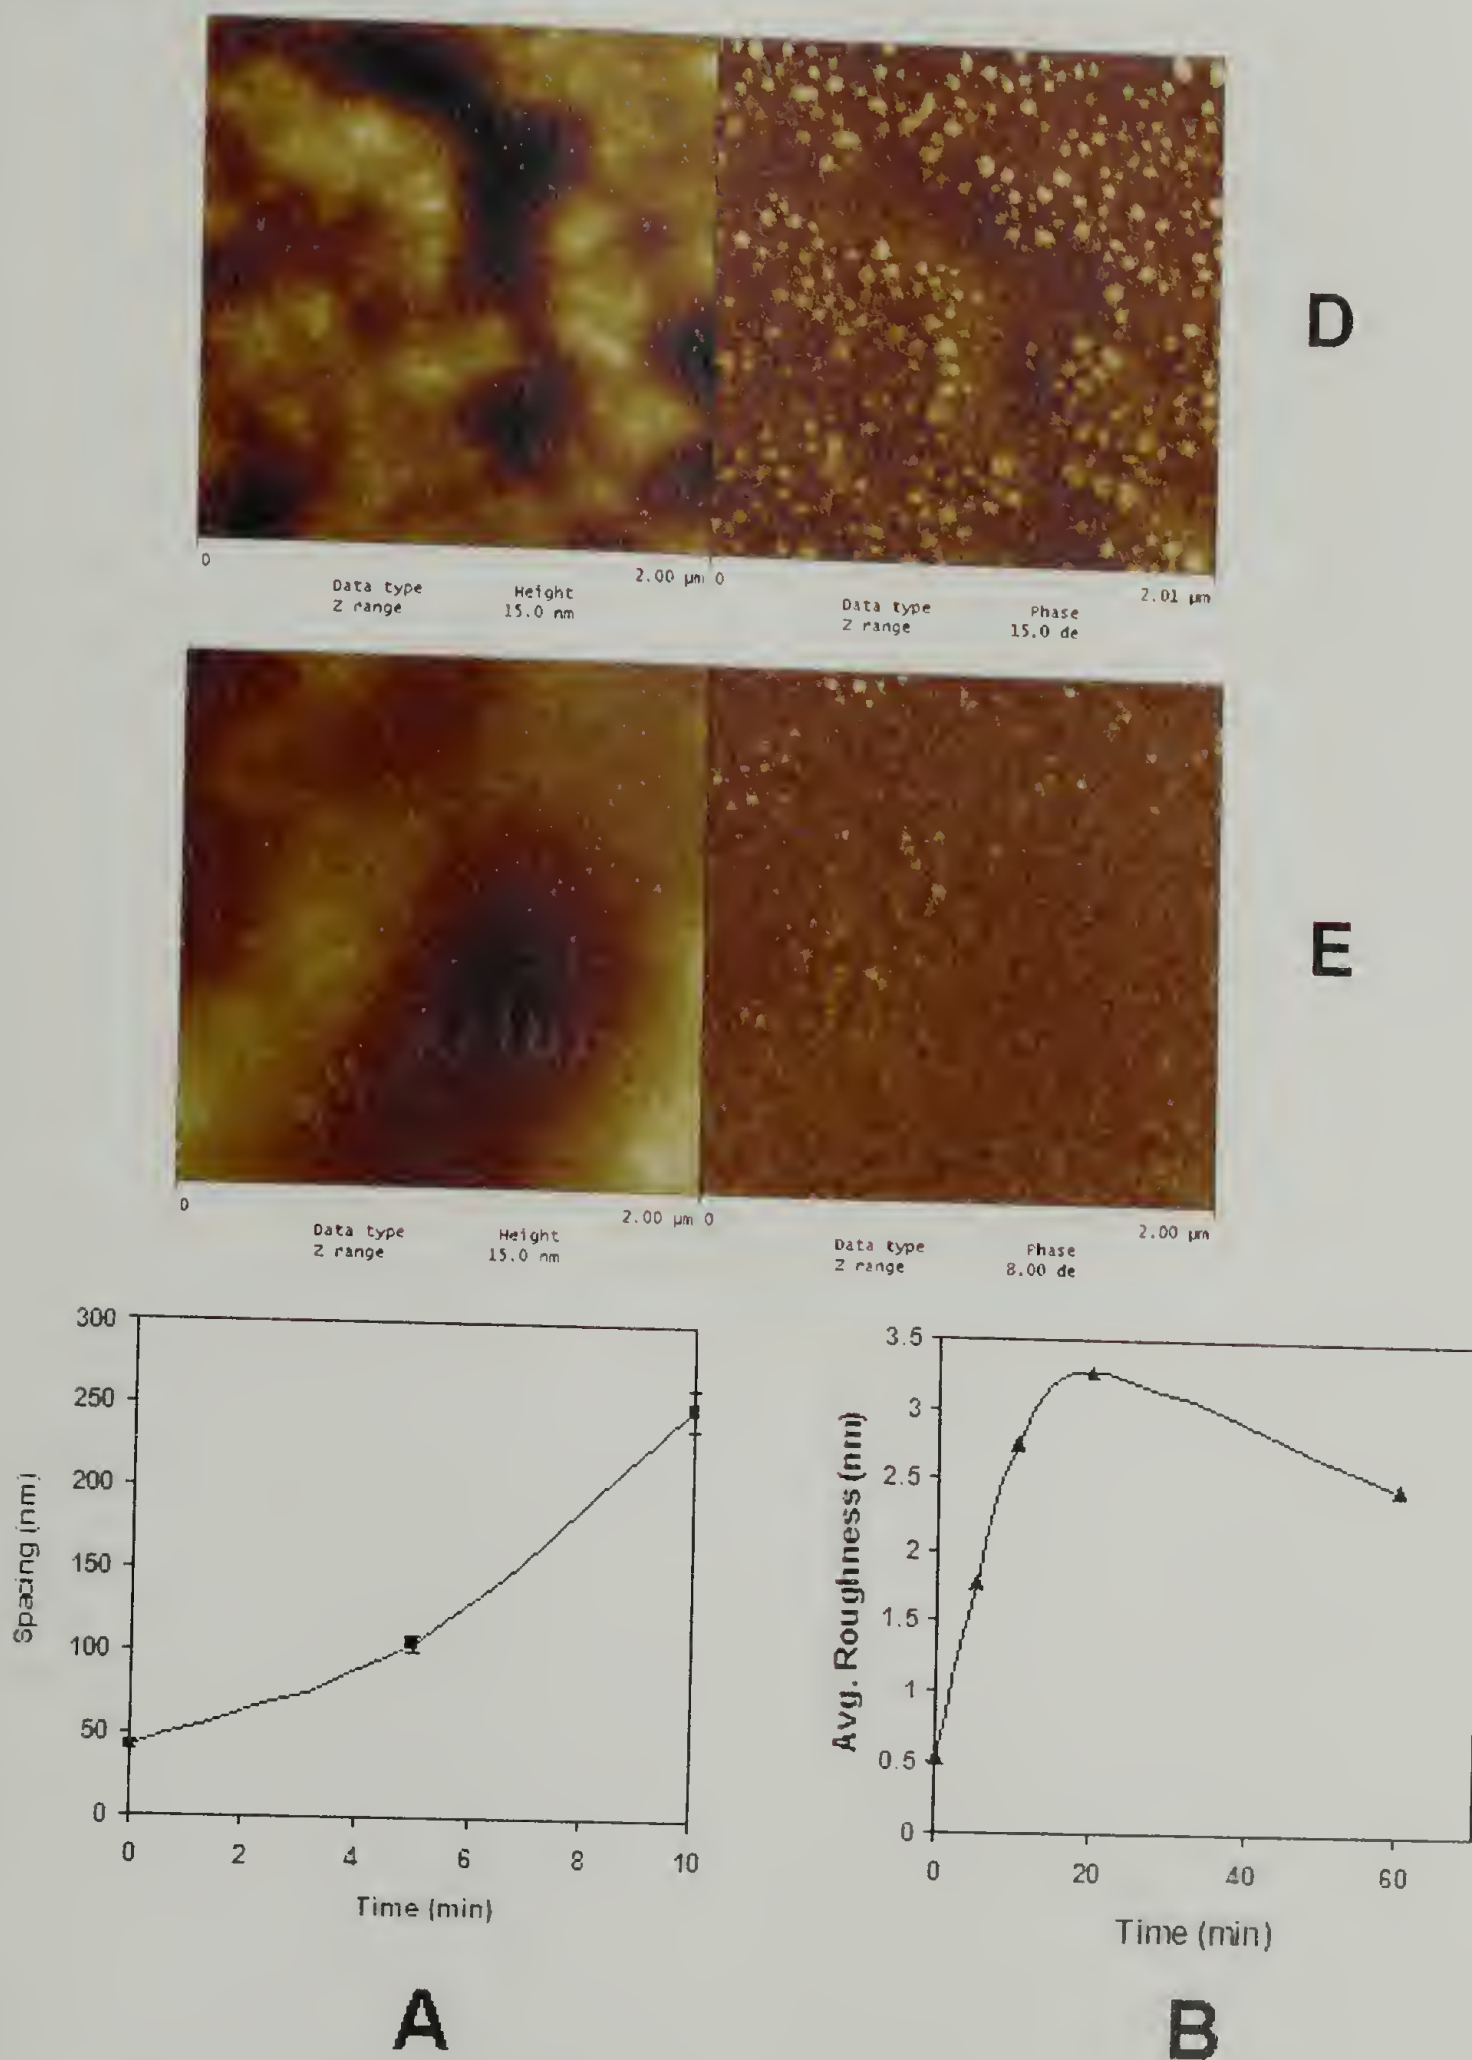 D
0
2.00 µm
0
2.01 µm
Data type Height
Z range 15.0 nm
Data type Phase
Z range 15.0 de
E
0
2.00 µm
0
2.00 µm
Data type Height
Z range 15.0 nm
Data type Phase
Z range 8.00 de
300
250
200
150
100
50
0
Spacing (nm)
0 2 4 6 8 10
Time (min)
A
3.5
3
2.5
2
1.5
1
0.5
0
Avg. Roughness (nm)
0 20 40 60
Time (min)
B